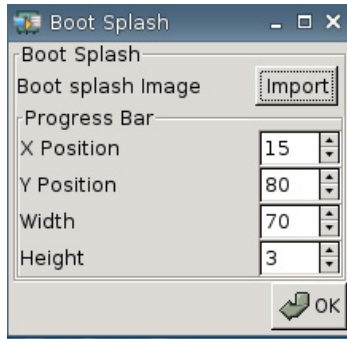 Boot Splash
Boot Splash
Boot splash Image Import
Progress Bar
X Position 15
Y Position 80
Width 70
Height 3
OK